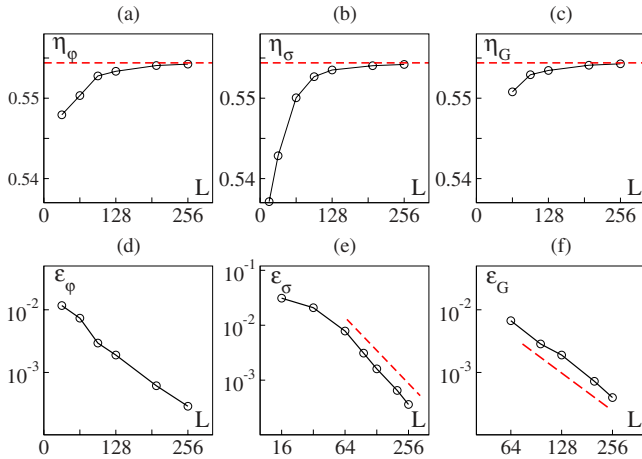 (a) (b) (c)
η_φ η_σ η_G
0.55 0.55 0.55
0.54 0.54 0.54
L L L
0 128 256 0 128 256 0 128 256
(d) (e) (f)
ε_φ ε_σ ε_G
10^-1
10^-2 10^-2 10^-2
10^-3 10^-3 10^-3
L L L
0 128 256 16 64 256 64 128 256